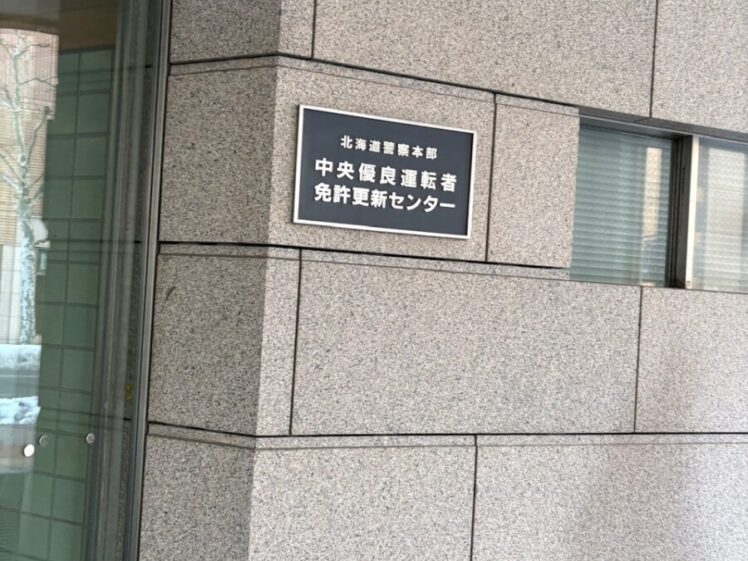 北海道警察本部
中央優良運転者
免許更新センター